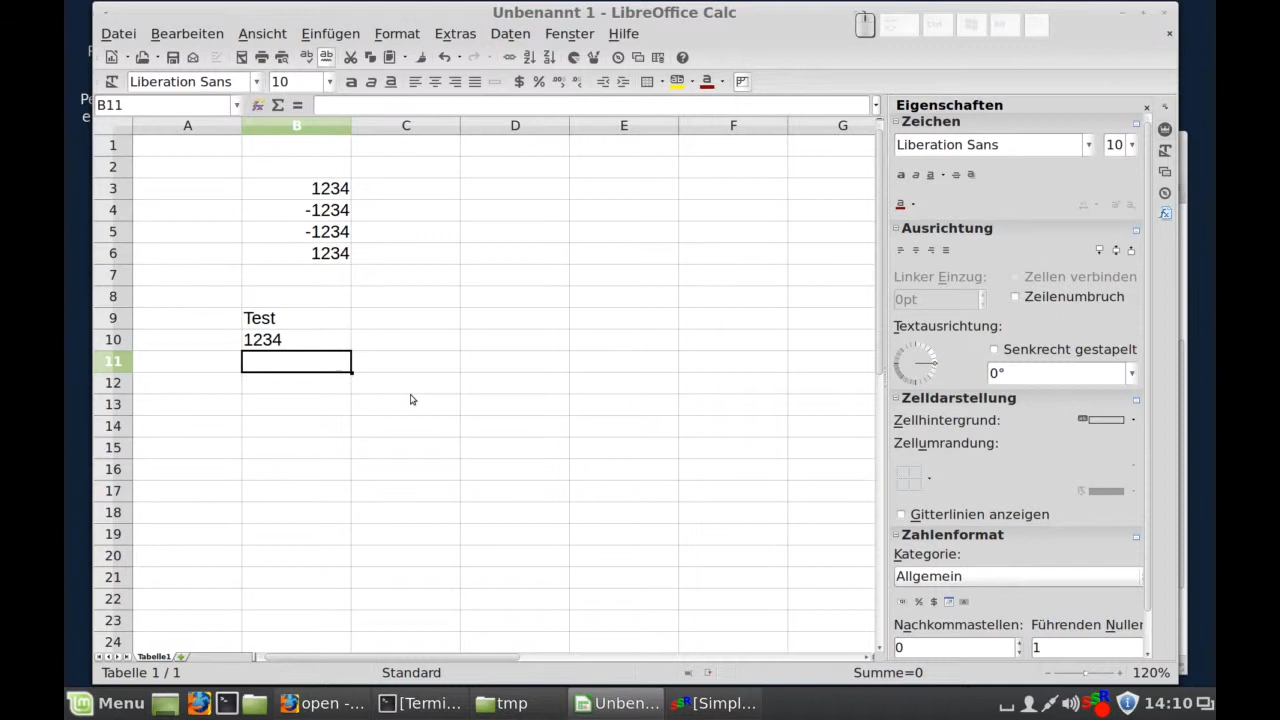 Unbenannt 1 - LibreOffice Calc
Datei Bearbeiten Ansicht Einfügen Format Extras Daten Fenster Hilfe
Liberation Sans 10
B11
Eigenschaften
Zeichen
Liberation Sans 10
Ausrichtung
Linker Einzug: Zellen verbinden
0pt Zeilenumbruch
Textausrichtung:
Senkrecht gestapelt
0°
Zelldarstellung
Zellhintergrund:
Zellumrandung:
Gitterlinien anzeigen
Zahlenformat
Kategorie:
Allgemein
Nachkommastellen: Führenden Nuller
0 1
A B C D E F G
1
2
3 1234
4 -1234
5 -1234
6 1234
7
8
9 Test
10 1234
11
12
13
14
15
16
17
18
19
20
21
22
23
24
Tabelle1
Tabelle 1 / 1 Standard Summe=0 120%
Menu open -... [Termi... tmp Unben... [Simpl... 14:10